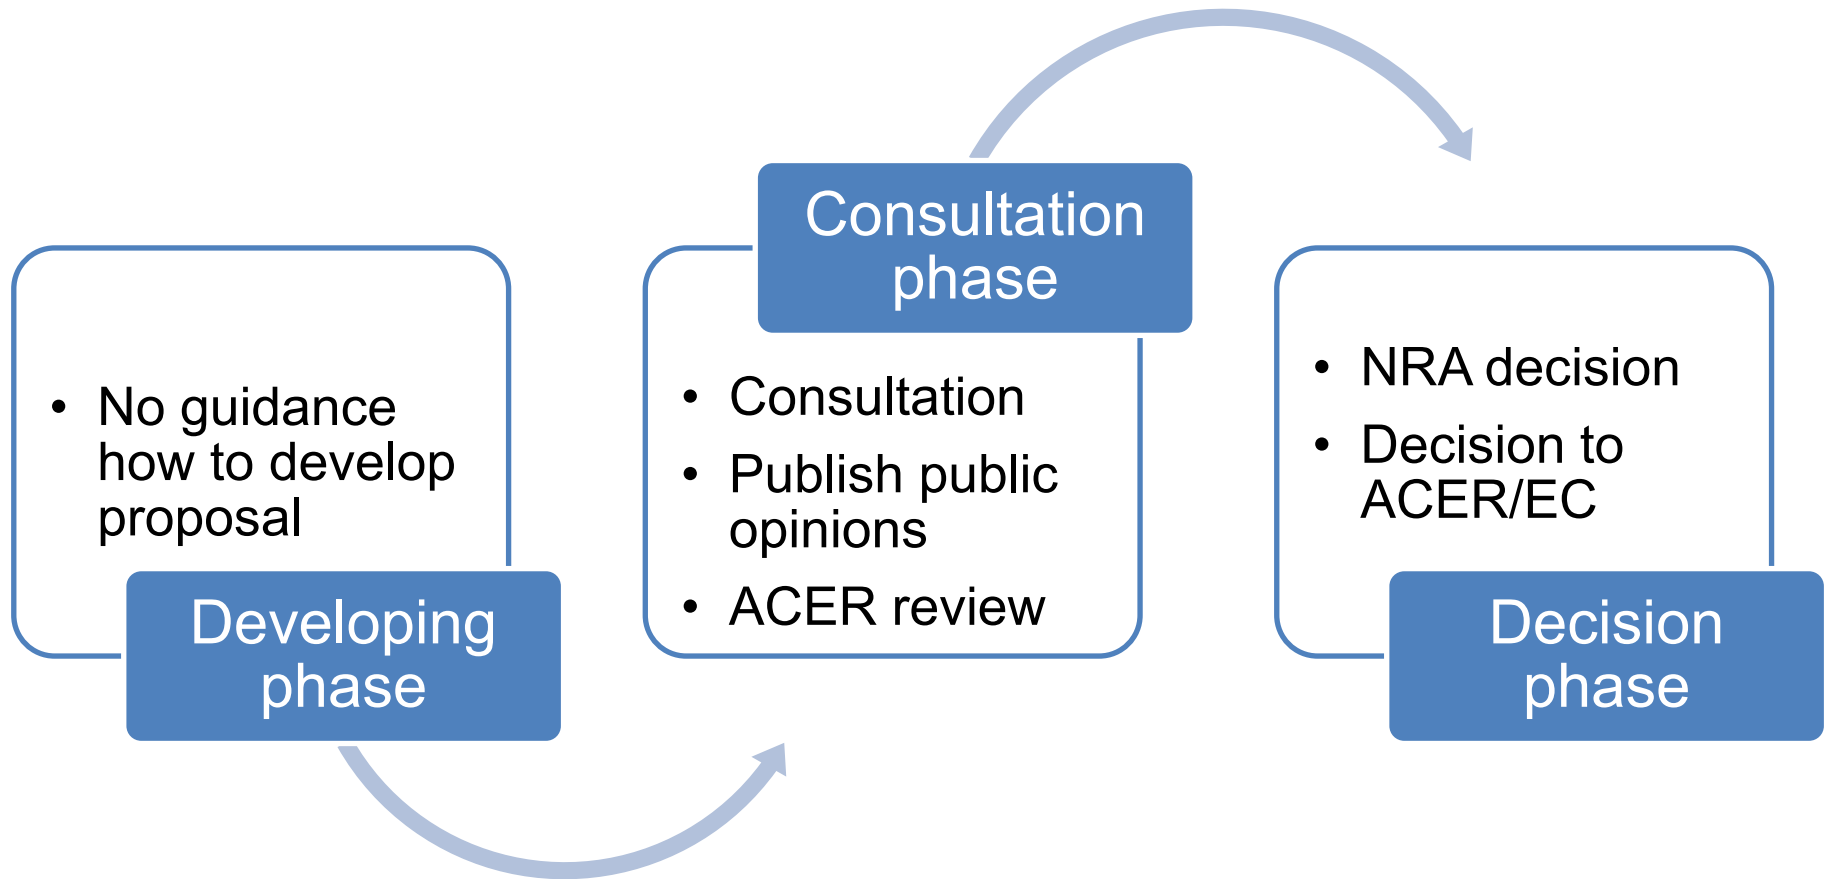 • No guidance
how to develop
proposal
Developing
phase
Consultation
phase
• Consultation
• Publish public
opinions
• ACER review
• NRA decision
• Decision to
ACER/EC
Decision
phase